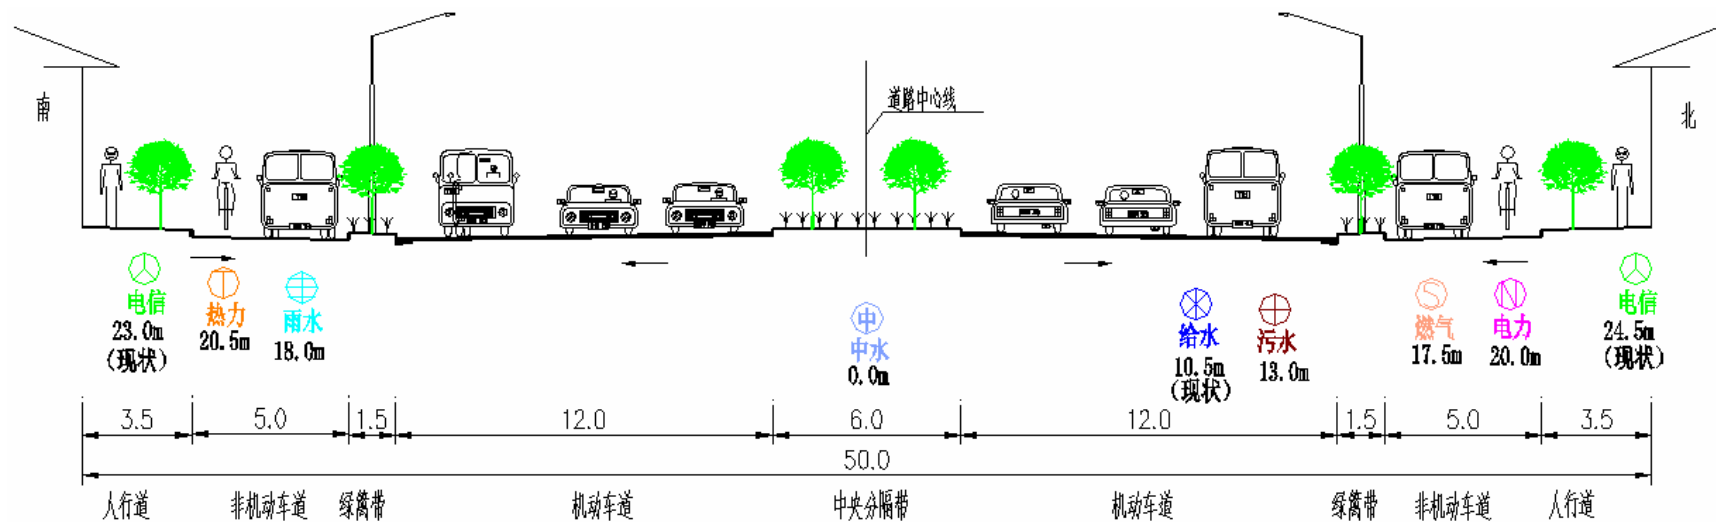 道路中心线
南
北
电信
23.0m
(现状)
热力
20.5m
雨水
18.0m
中
中水
0.0m
给水
10.5m
(现状)
污水
13.0m
S
燃气
17.5m
N
电力
20.0m
电信
24.5m
(现状)
3.5 5.0 1.5 12.0 6.0 12.0 1.5 5.0 3.5
50.0
人行道 非机动车道 绿篱带 机动车道 中央分隔带 机动车道 绿篱带 非机动车道 人行道